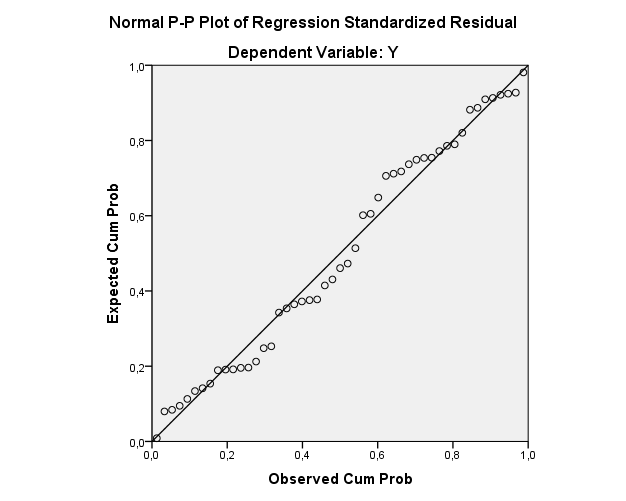 Normal P-P Plot of Regression Standardized Residual
Dependent Variable: Y
1,0
0,8
0,6
0,4
0,2
0,0
Expected Cum Prob
0,0 0,2 0,4 0,6 0,8 1,0
Observed Cum Prob